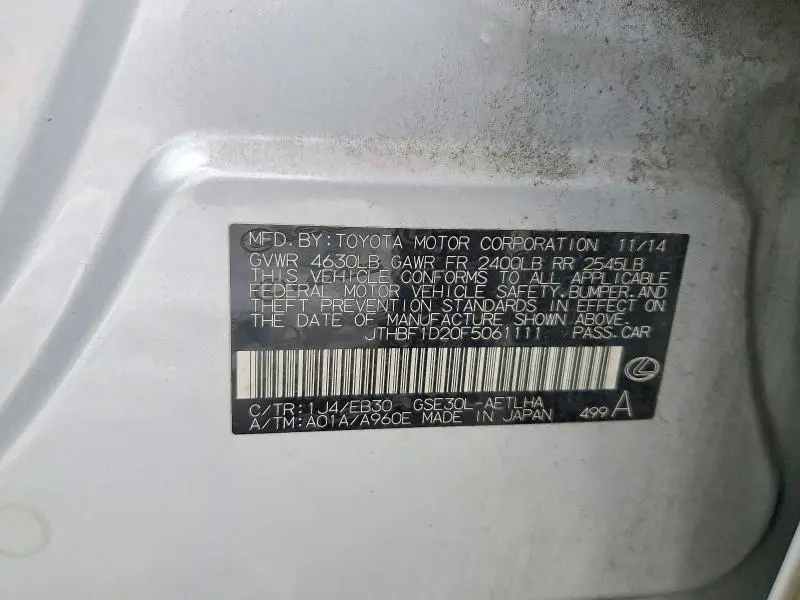 MFD. BY: TOYOTA MOTOR CORPORATION 11/14
GVWR 4630LB GAWR FR 2400LB RR 2545LB
THIS VEHICLE CONFORMS TO ALL APPLICABLE
FEDERAL MOTOR VEHICLE SAFETY, BUMPER, AND
THEFT PREVENTION STANDARDS IN EFFECT ON
THE DATE OF MANUFACTURE SHOWN ABOVE.
JTHBF1D20F5061111 PASS.CAR
C/TR: 1J4/EB30 GSE30L-AETLHA
A/TM: A01A/A960E MADE IN JAPAN 499 A